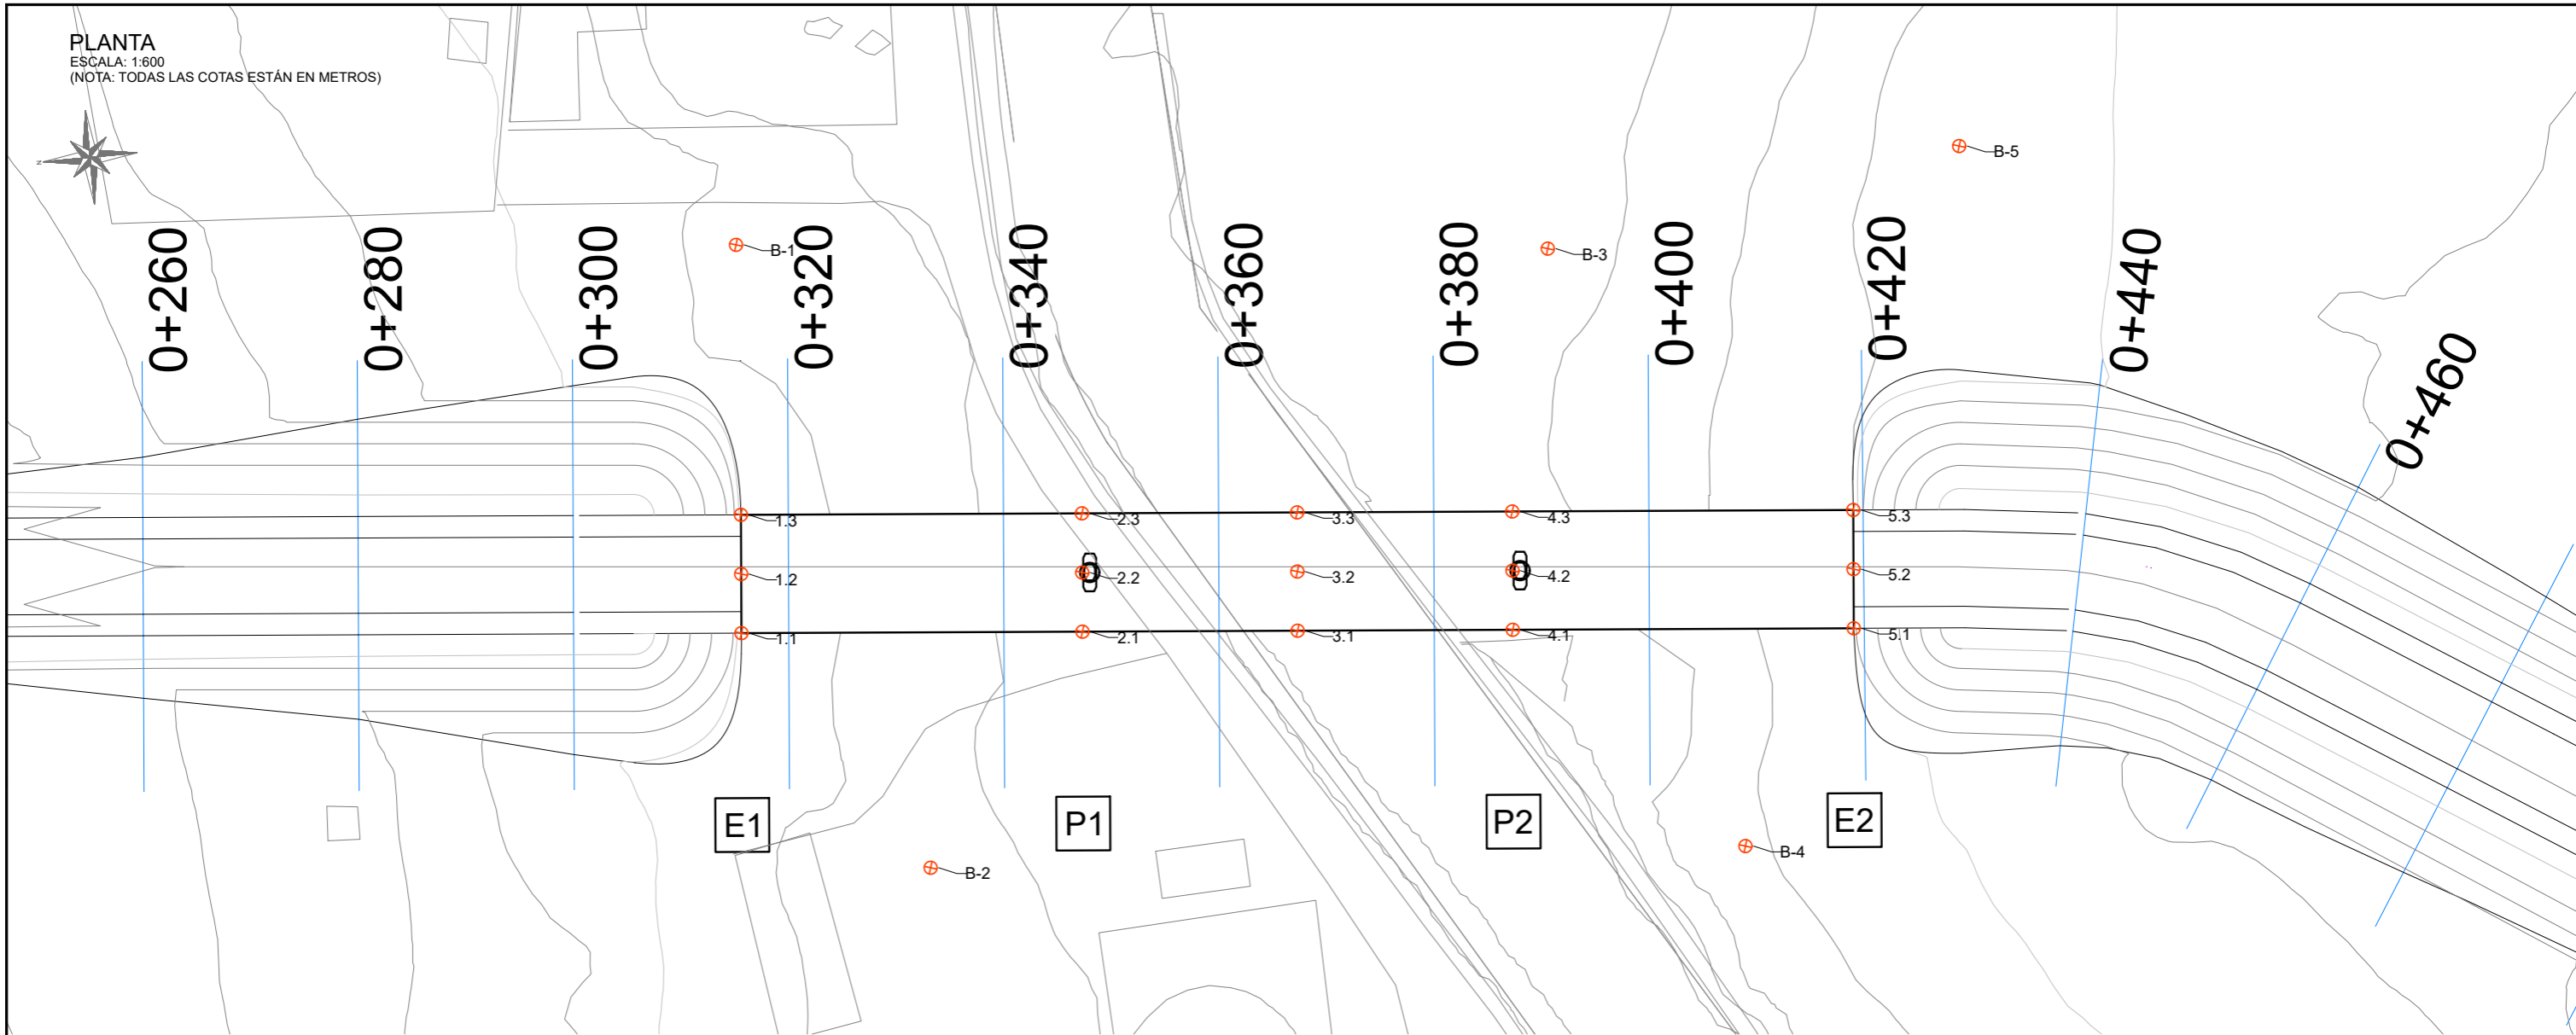 PLANTA
ESCALA: 1:600
(NOTA: TODAS LAS COTAS ESTÁN EN METROS)
N
B-5
B-1
B-3
0+260
0+280
0+300
0+320
0+340
0+360
0+380
0+400
0+420
0+440
0+460
1.3
2.3
3.3
4.3
5.3
1.2
2.2
3.2
4.2
5.2
1.1
2.1
3.1
4.1
5.1
E1
P1
P2
E2
B-2
B-4